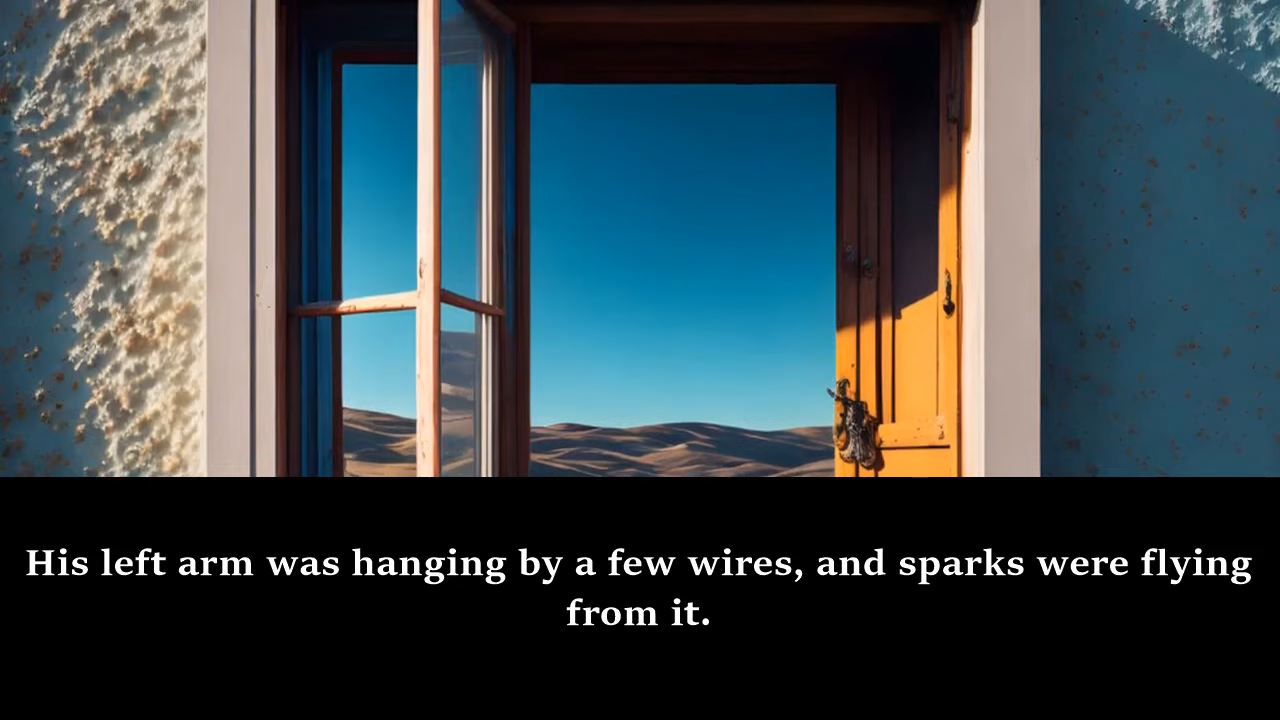 His left arm was hanging by a few wires, and sparks were flying
from it.